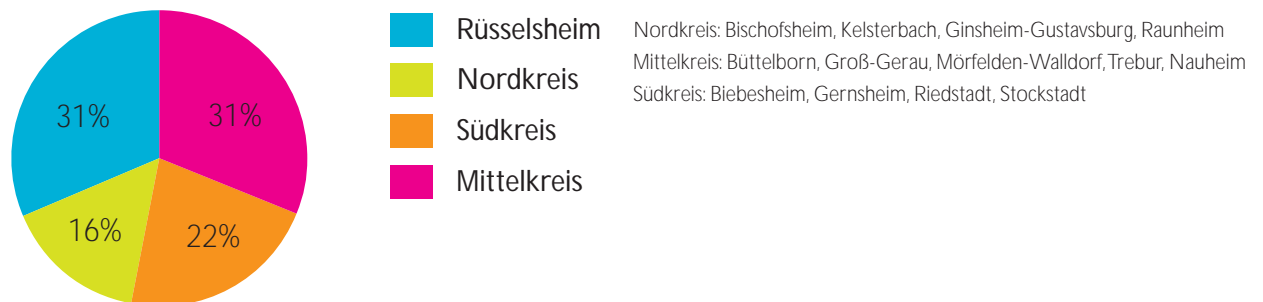 31%
31%
16%
22%
Rüsselsheim
Nordkreis
Südkreis
Mittelkreis
Nordkreis: Bischofsheim, Kelsterbach, Ginsheim-Gustavsburg, Raunheim
Mittelkreis: Büttelborn, Groß-Gerau, Mörfelden-Walldorf, Trebur, Nauheim
Südkreis: Biebesheim, Gernsheim, Riedstadt, Stockstadt